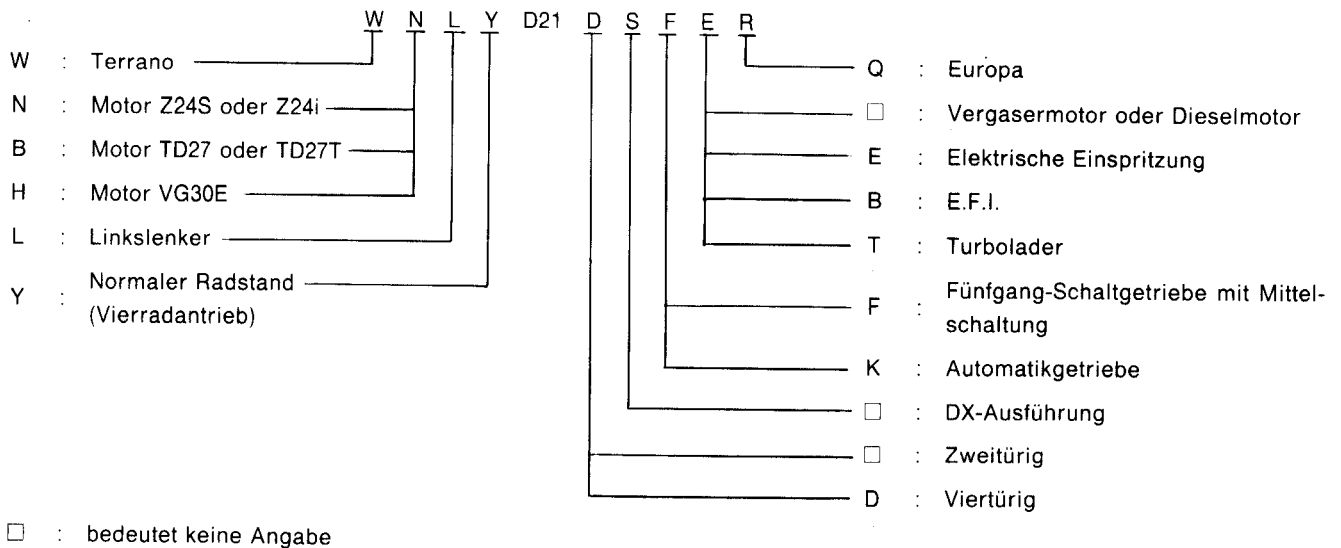 W N L Y D21 D S F E R
W : Terrano
N : Motor Z24S oder Z24i
B : Motor TD27 oder TD27T
H : Motor VG30E
L : Linkslenker
Y : Normaler Radstand
(Vierradantrieb)
Q : Europa
□ : Vergasermotor oder Dieselmotor
E : Elektrische Einspritzung
B : E.F.I.
T : Turbolader
F : Fünfgang-Schaltgetriebe mit Mittel-
schaltung
K : Automatikgetriebe
□ : DX-Ausführung
□ : Zweitürig
D : Viertürig
□ : bedeutet keine Angabe